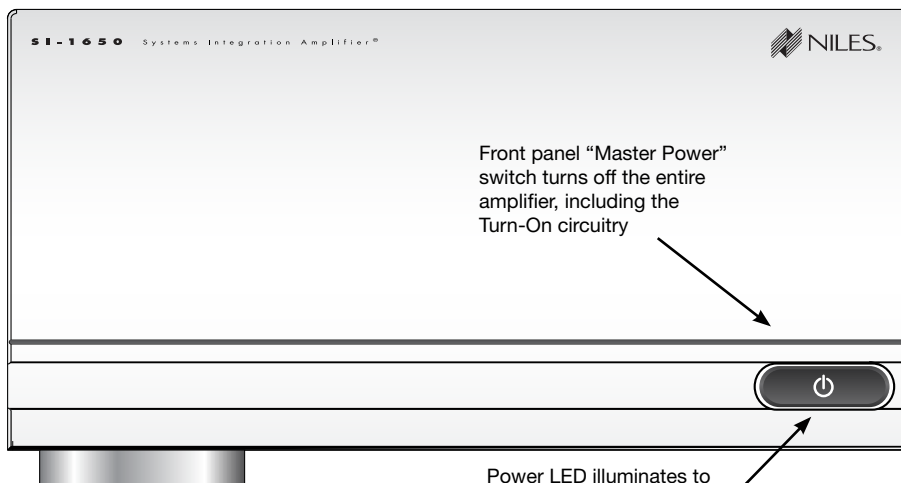 SI-1650 Systems Integration Amplifier®
NILES®
Front panel “Master Power”
switch turns off the entire
amplifier, including the
Turn-On circuitry
Power LED illuminates to